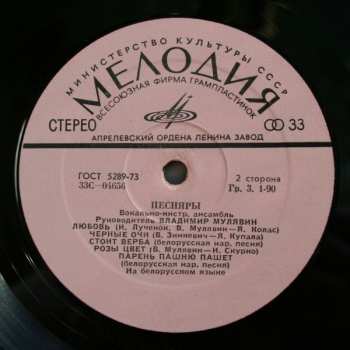 МИНИСТЕРСТВО КУЛЬТУРЫ СССР
МЕЛОДИЯ
ВСЕСОЮЗНАЯ ФИРМА ГРАМПЛАСТИНОК
СТЕРЕО 33
АПРЕЛЕВСКИЙ ОРДЕНА ЛЕНИНА ЗАВОД
ГОСТ 5289-73 2 сторона
33С—04656 Гр. 3. 1-90
ПЕСНЯРЫ
Вокально-инстр. ансамбль
Руководитель ВЛАДИМИР МУЛЯВИН
ЛЮБОВЬ (И. Лученок, В. Мулявин—Я. Колас)
ЧЕРНЫЕ ОЧИ (В. Зинкевич—Я. Купала)
СТОИТ ВЕРБА (белорусская нар. песня)
РОЗЫ ЦВЕТ (В. Мулявин—И. Скурко)
ПАРЕНЬ ПАШНЮ ПАШЕТ
(белорусская нар. песня)
На белорусском языке